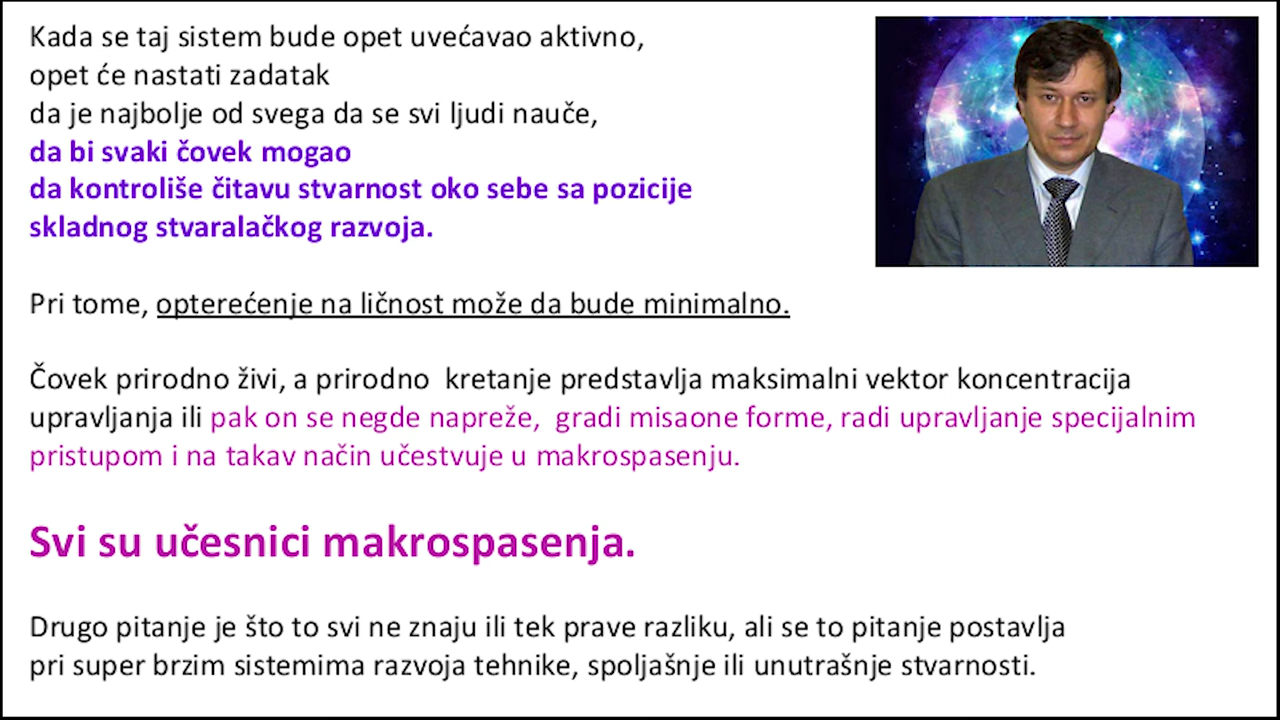 Kada se taj sistem bude opet uvećavao aktivno,
opet će nastati zadatak
da je najbolje od svega da se svi ljudi nauče,
da bi svaki čovek mogao
da kontroliše čitavu stvarnost oko sebe sa pozicije
skladnog stvaralačkog razvoja.
Pri tome, opterećenje na ličnost može da bude minimalno.
Čovek prirodno živi, a prirodno  kretanje predstavlja maksimalni vektor koncentracija
upravljanja ili pak on se negde napreže,  gradi misaone forme, radi upravljanje specijalnim
pristupom i na takav način učestvuje u makrospasenju.
Svi su učesnici makrospasenja.
Drugo pitanje je što to svi ne znaju ili tek prave razliku, ali se to pitanje postavlja
pri super brzim sistemima razvoja tehnike, spoljašnje ili unutrašnje stvarnosti.